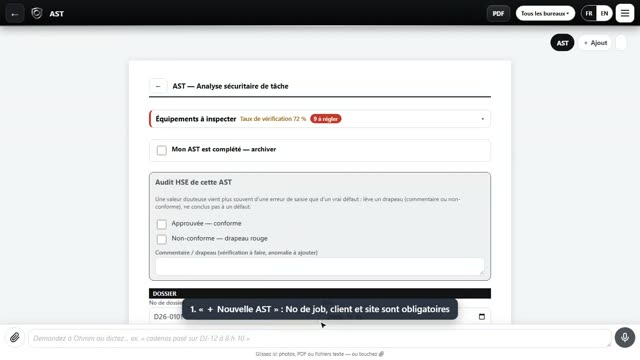 ← AST PDF Tous les bureaux FR EN
AST + Ajout
← AST — Analyse sécuritaire de tâche
Équipements à inspecter Taux de vérification 72 % 9 à régler
Mon AST est complété — archiver
Audit HSE de cette AST
Une valeur douteuse vient plus souvent d'une erreur de saisie que d'un vrai défaut : lève un drapeau (commentaire ou non-
conforme), ne conclus pas à un défaut.
Approuvée — conforme
Non-conforme — drapeau rouge
Commentaire / drapeau (vérification à faire, anomalie à ajouter)
DOSSIER
No de dossier
1. « + Nouvelle AST » : No de job, client et site sont obligatoires
Demandez à Ohmm ou dictez... ex. « cadenas posé sur DJ-12 à 8 h 10 »
Glissez ici photos, PDF ou fichiers texte — ou touchez